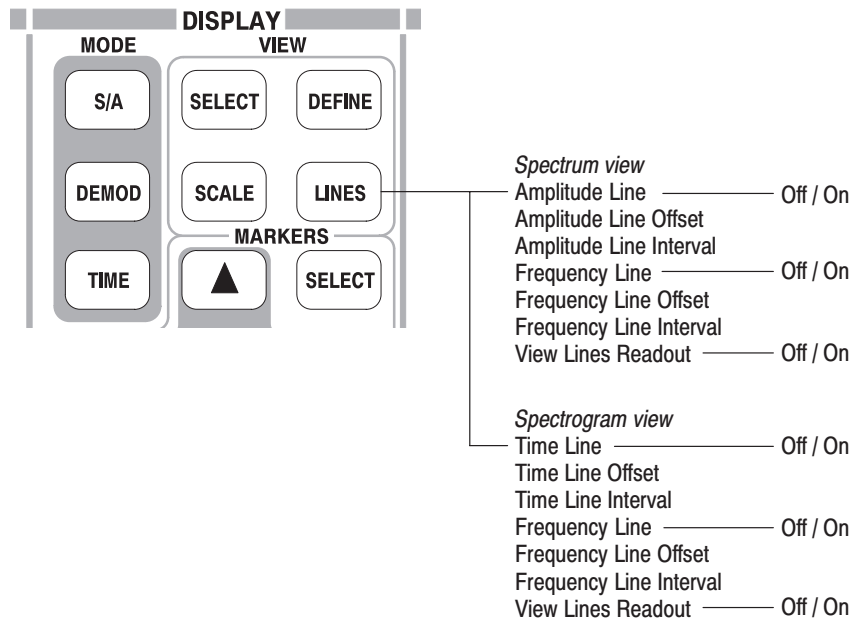 DISPLAY
MODE VIEW
S/A SELECT DEFINE
DEMOD SCALE LINES
MARKERS
TIME SELECT
Spectrum view
Amplitude Line Off / On
Amplitude Line Offset
Amplitude Line Interval
Frequency Line Off / On
Frequency Line Offset
Frequency Line Interval
View Lines Readout Off / On
Spectrogram view
Time Line Off / On
Time Line Offset
Time Line Interval
Frequency Line Off / On
Frequency Line Offset
Frequency Line Interval
View Lines Readout Off / On